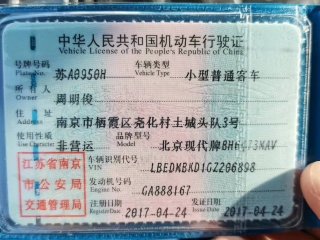 中华人民共和国机动车行驶证
Vehicle License of the People's Republic of China
号牌号码 苏A0950H 车辆类型 小型普通客车
Plate No. Vehicle Type
所有人 周明俊
Owner
住址 南京市栖霞区尧化村土城头队3号
Address
使用性质 非营运 品牌型号 北京现代牌
Use Character Model
江苏省南京
市公安局
交通管理局
车辆识别代号 LBEDMBKD1GZ206898
VIN
发动机号码 GA888167
Engine No.
注册日期 2017-04-24 发证日期 2017-04-24
Register Date Issue Date